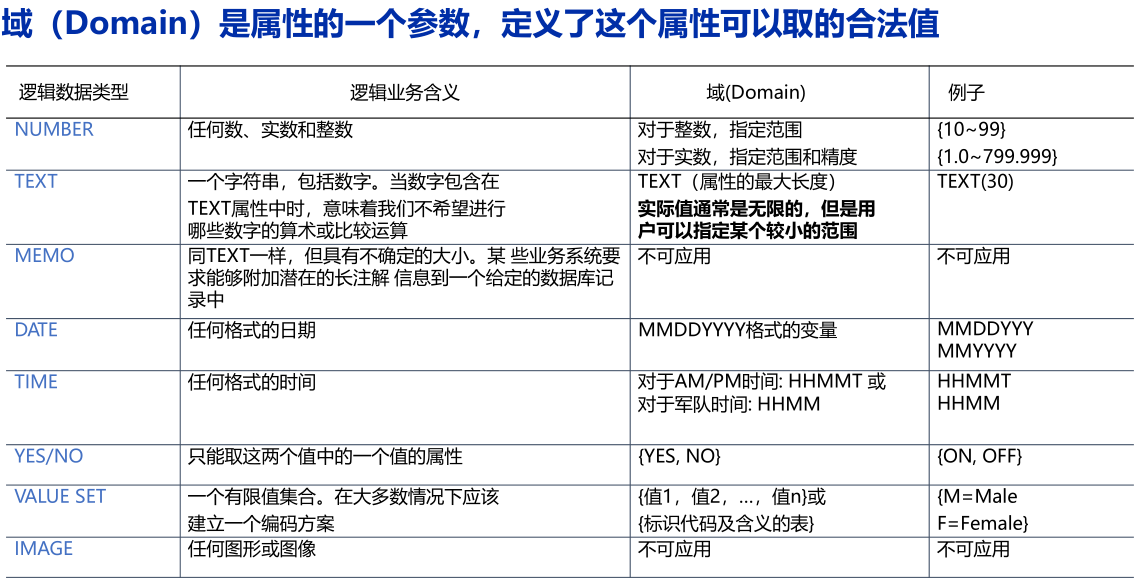 域（Domain）是属性的一个参数，定义了这个属性可以取的合法值
逻辑数据类型 逻辑业务含义 域(Domain) 例子
NUMBER 任何数、实数和整数 对于整数，指定范围 {10~99}
对于实数，指定范围和精度 {1.0~799.999}
TEXT 一个字符串，包括数字。当数字包含在 TEXT（属性的最大长度） TEXT(30)
TEXT属性中时，意味着我们不希望进行 实际值通常是无限的，但是用
哪些数字的算术或比较运算 户可以指定某个较小的范围
MEMO 同TEXT一样，但具有不确定的大小。某 些业务系统要 不可应用 不可应用
求能够附加潜在的长注解 信息到一个给定的数据库记
录中
DATE 任何格式的日期 MMDDYYYY格式的变量 MMDDYYY
MMYYYY
TIME 任何格式的时间 对于AM/PM时间: HHMMT 或 HHMMT
对于军队时间: HHMM HHMM
YES/NO 只能取这两个值中的一个值的属性 {YES, NO} {ON, OFF}
VALUE SET 一个有限值集合。在大多数情况下应该 {值1，值2，…，值n}或 {M=Male
建立一个编码方案 {标识代码及含义的表} F=Female}
IMAGE 任何图形或图像 不可应用 不可应用